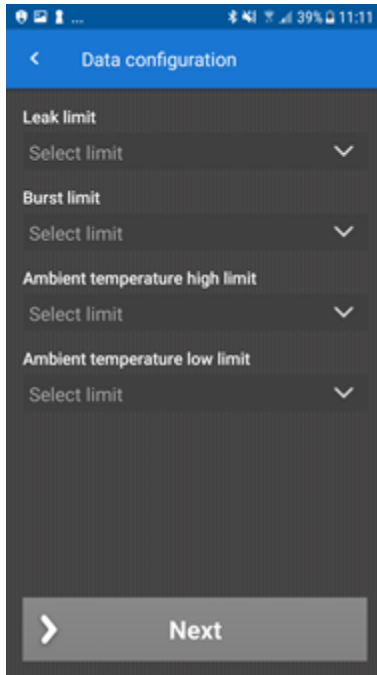 ... 39% 11:11
Data configuration
Leak limit
Select limit
Burst limit
Select limit
Ambient temperature high limit
Select limit
Ambient temperature low limit
Select limit
Next